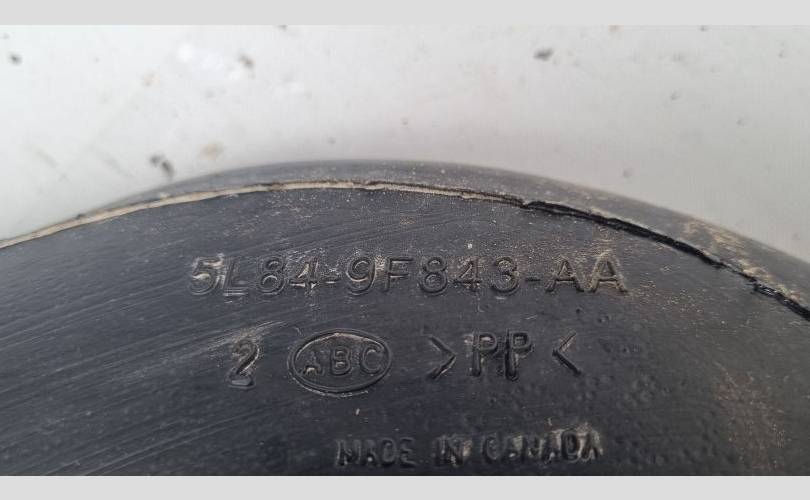 5L84-9F843-AA
2 ABC >PP<
MADE IN CANADA